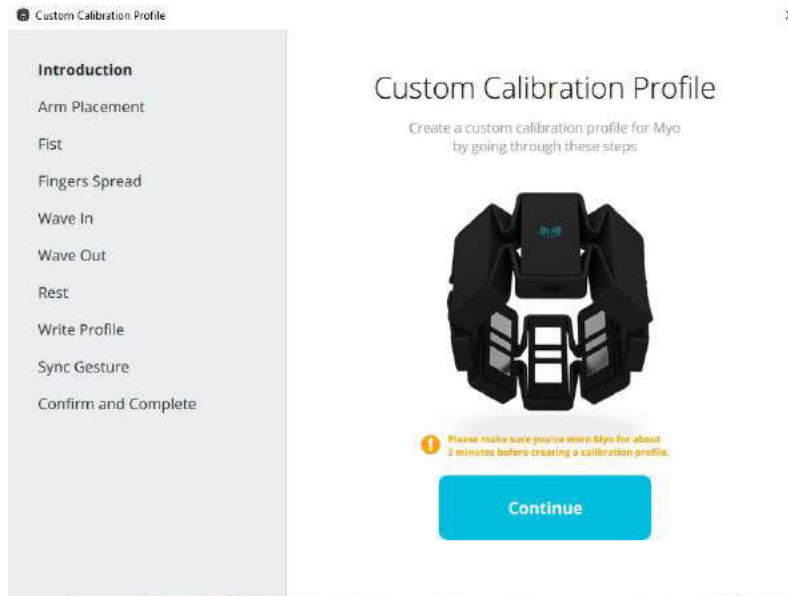 Custom Calibration Profile
Introduction
Arm Placement
Fist
Fingers Spread
Wave In
Wave Out
Rest
Write Profile
Sync Gesture
Confirm and Complete
Custom Calibration Profile
Create a custom calibration profile for Myo
by going through these steps
Please make sure you've worn Myo for about
2 minutes before creating a calibration profile.
Continue